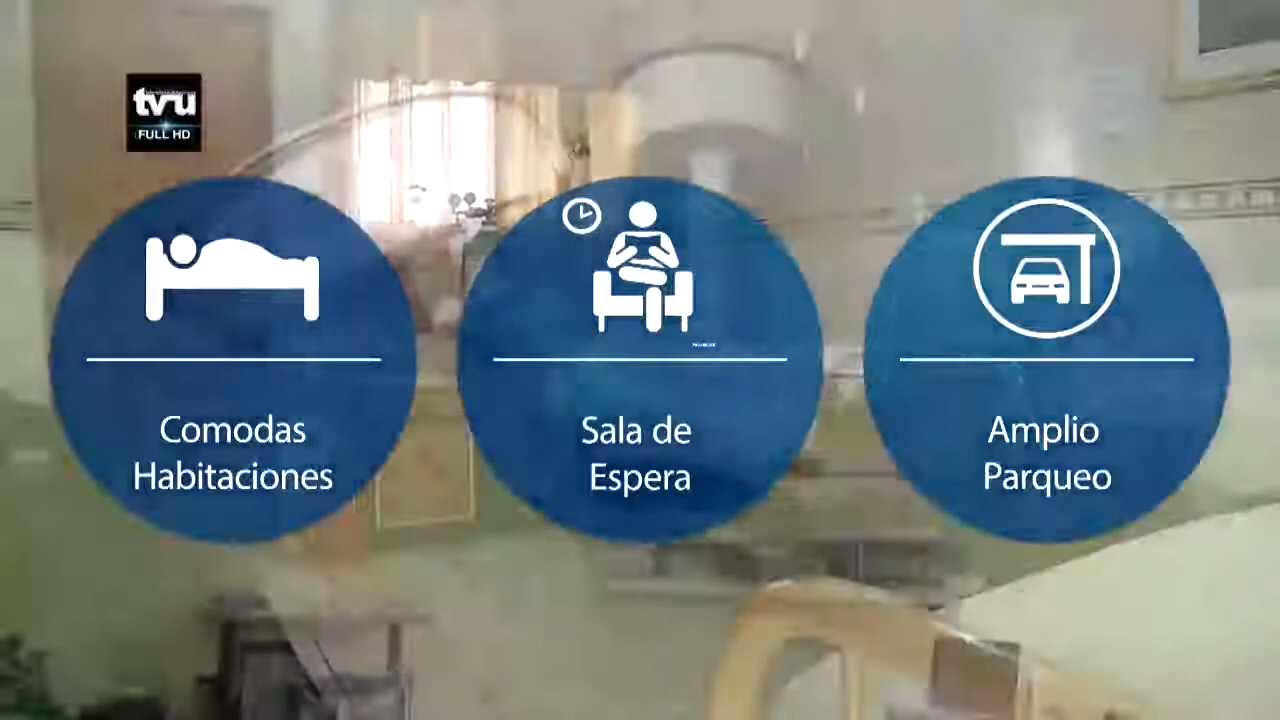 tvu
FULL HD
Comodas
Habitaciones
Sala de
Espera
Amplio
Parqueo